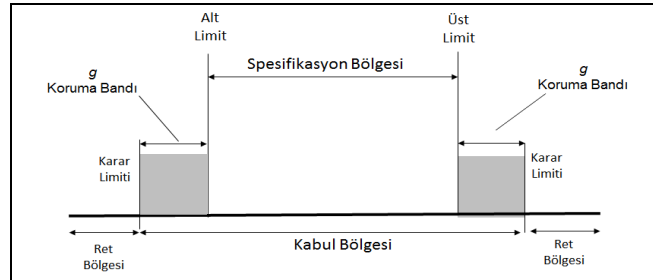 Alt
Limit
Üst
Limit
Spesifikasyon Bölgesi
g
Koruma Bandı
g
Koruma Bandı
Karar
Limiti
Karar
Limiti
Ret
Bölgesi
Kabul Bölgesi
Ret
Bölgesi